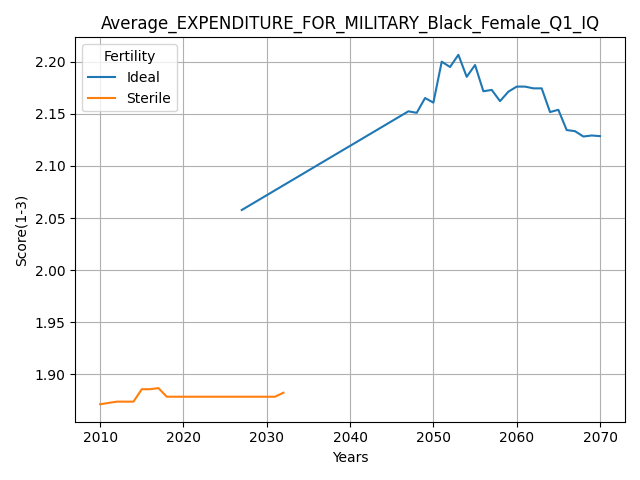 Average_EXPENDITURE_FOR_MILITARY_Black_Female_Q1_IQ
Fertility
Ideal
Sterile
Score(1-3)
2.20
2.15
2.10
2.05
2.00
1.95
1.90
2010 2020 2030 2040 2050 2060 2070
Years